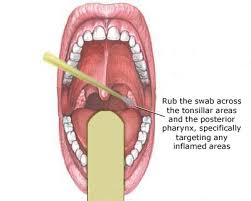 Rub the swab across
the tonsillar areas
and the posterior
pharynx, specifically
targeting any
inflamed areas